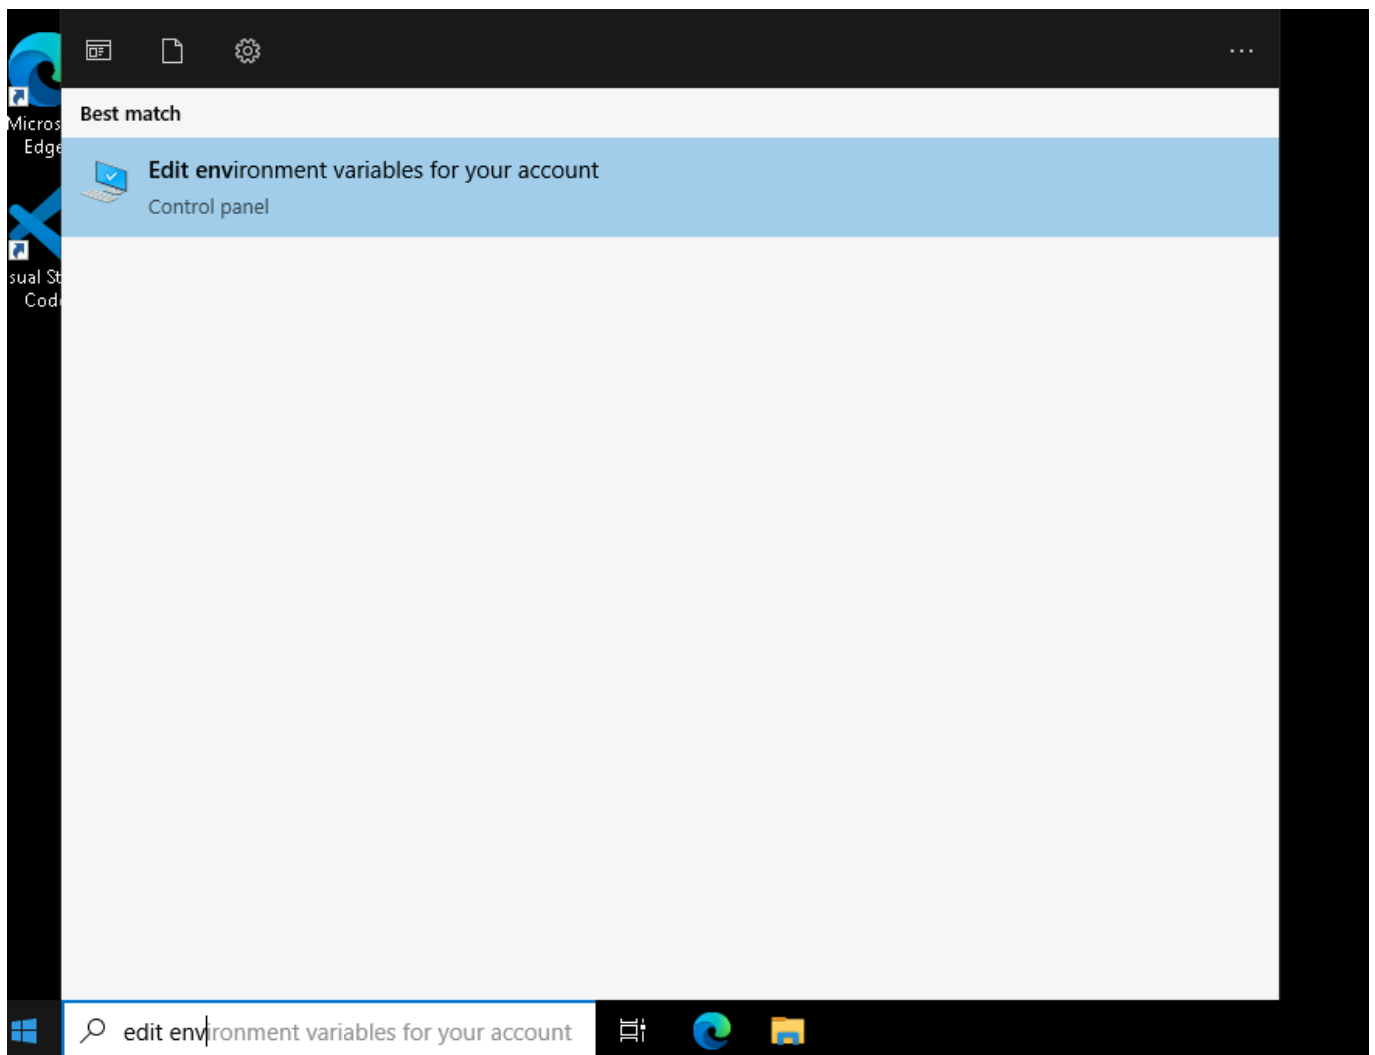 Best match
Edit environment variables for your account
Control panel
Micros
Edge
sual St
Cod
edit environment variables for your account